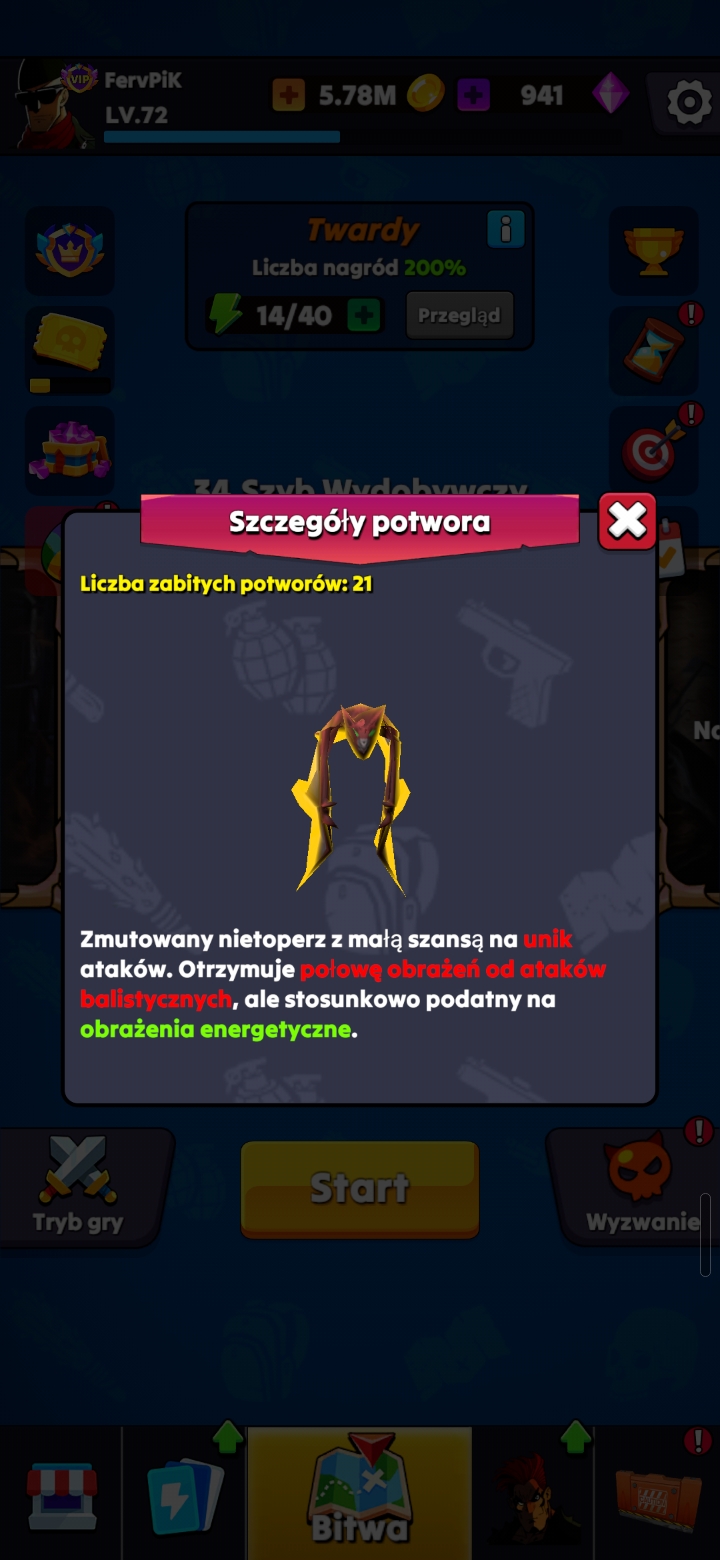 VIP
FervPiK
LV.72
5.78M
941
Twardy
Liczba nagród 200%
14/40
Przegląd
34 Szyb Wydobywczy
Szczegóły potwora
Liczba zabitych potworów: 21
Zmutowany nietoperz z małą szansą na unik
ataków. Otrzymuje połowę obrażeń od ataków
balistycznych, ale stosunkowo podatny na
obrażenia energetyczne.
Tryb gry
Start
Wyzwanie
Bitwa